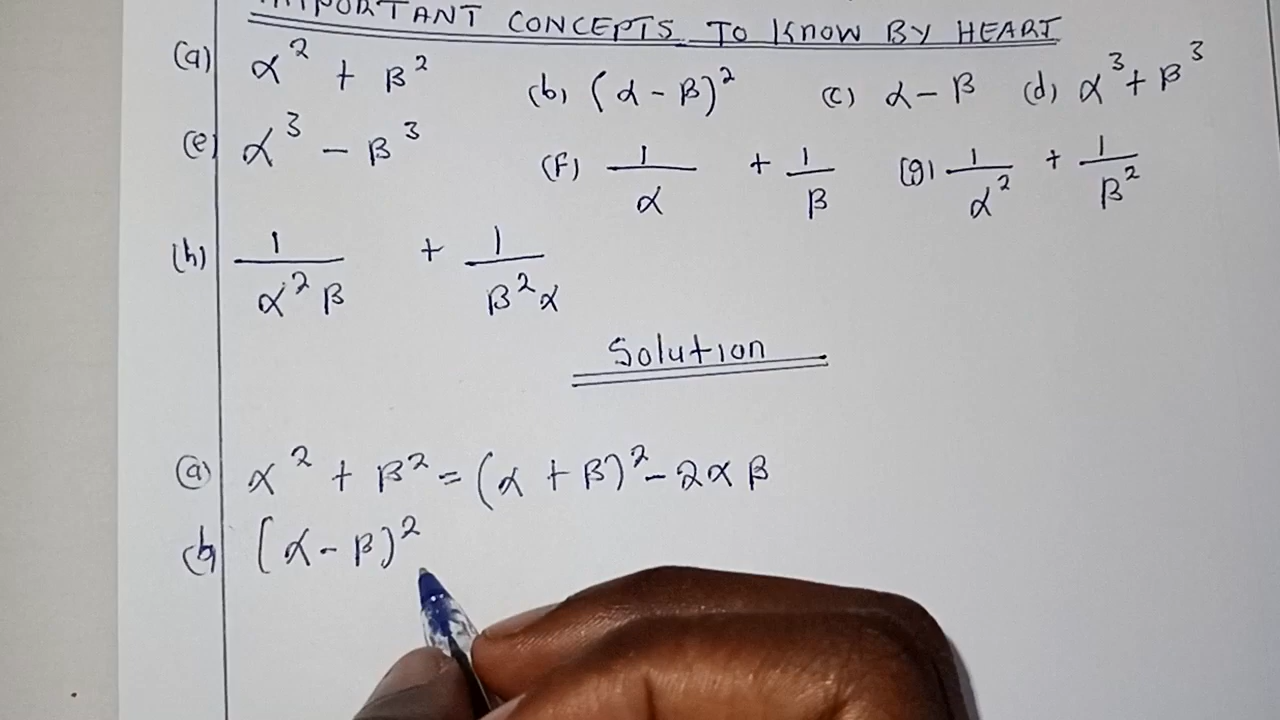 IMPORTANT CONCEPTS TO KNOW BY HEART
(a) α² + β² (b) (α - β)² (c) α - β (d) α³ + β³
(e) α³ - β³ (F) 1/α + 1/β (g) 1/α² + 1/β²
(h) 1/α²β + 1/β²α
Solution
(a) α² + β² = (α + β)² - 2αβ
(b) (α - β)²